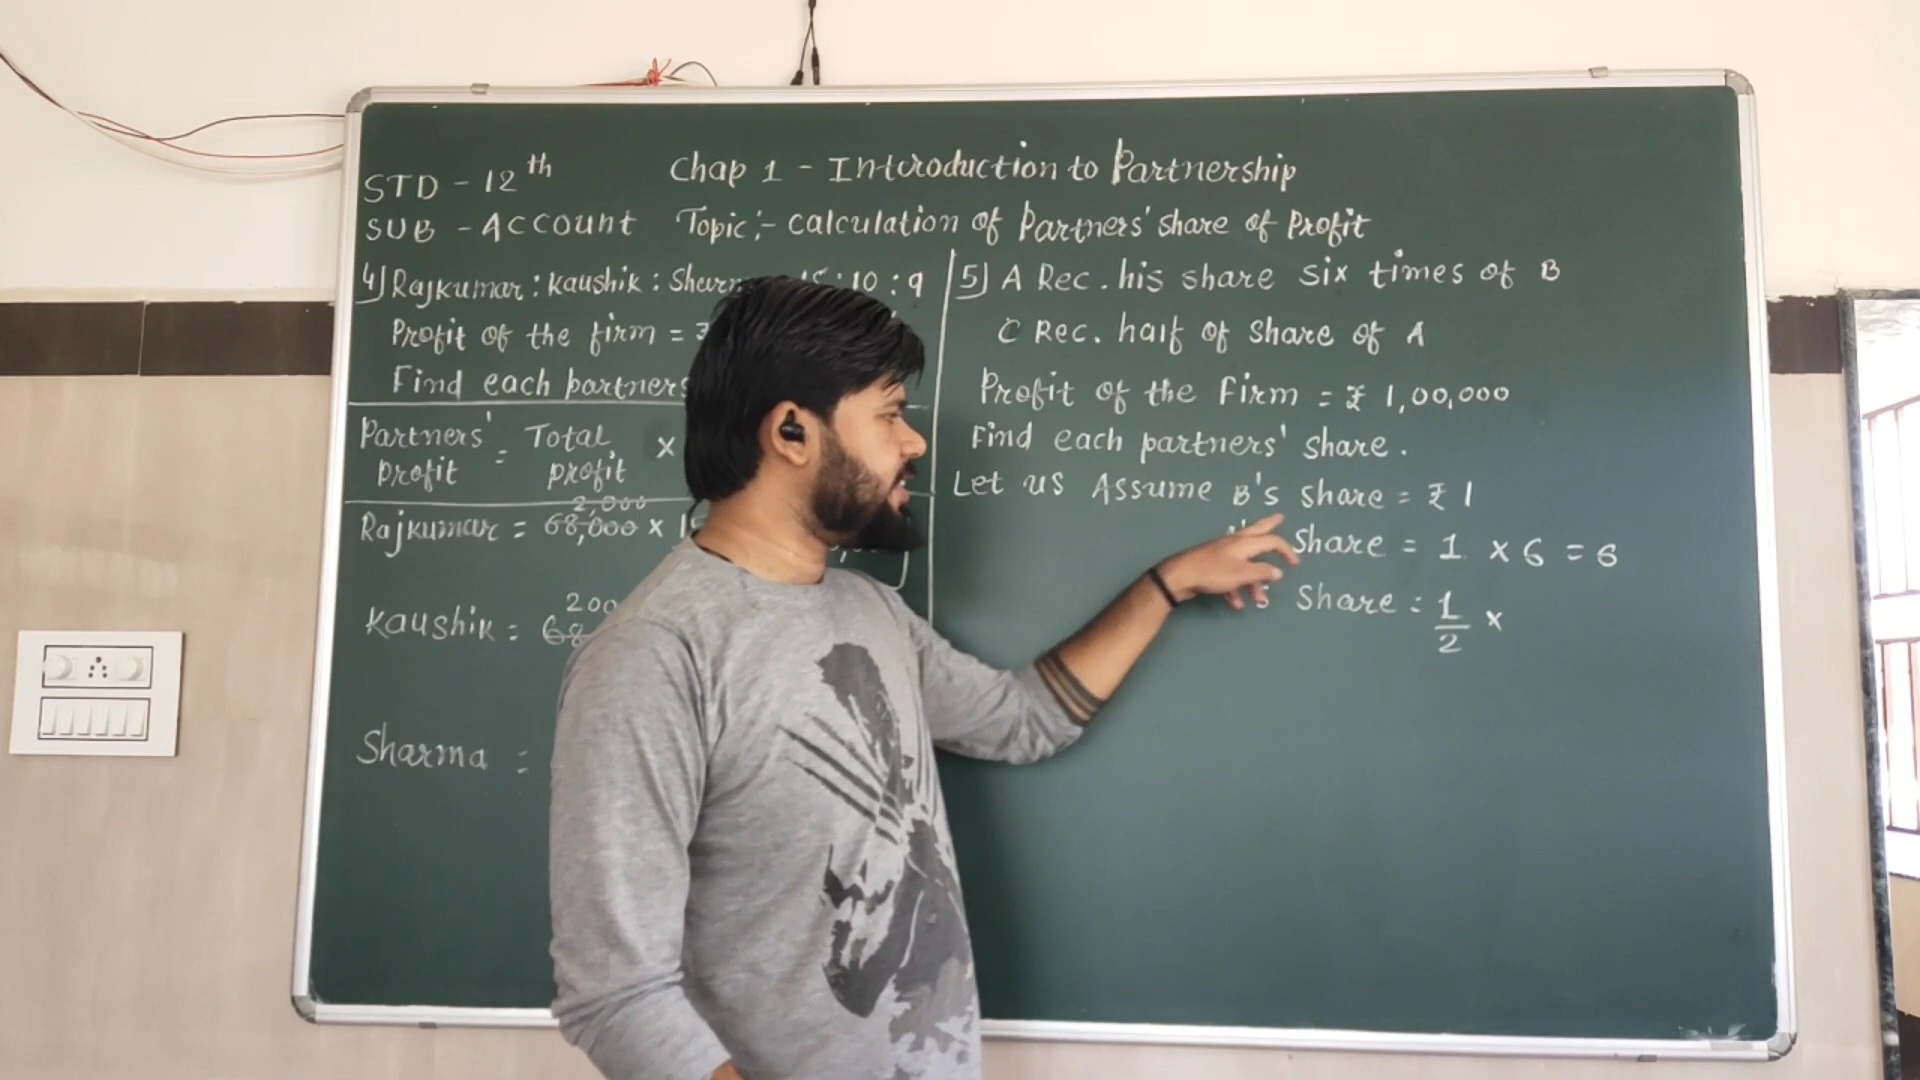 STD - 12th
Chap 1 - Introduction to Partnership
SUB - Account
Topic:- Calculation of Partners' share of Profit
4) Rajkumar : Kaushik : 10 : 9
Profit of the firm = 3
Find each partners
Partners' profit = Total profit ×
2,000
Rajkumar = 68,000 × 1
200
Kaushik = 68
Sharma =
5) A Rec. his share six times of B
C Rec. half of share of A
Profit of the Firm = ₹ 1,00,000
Find each partners' share.
Let us Assume B's share = ₹ 1
Share = 1 × 6 = 6
s Share = 1/2 ×